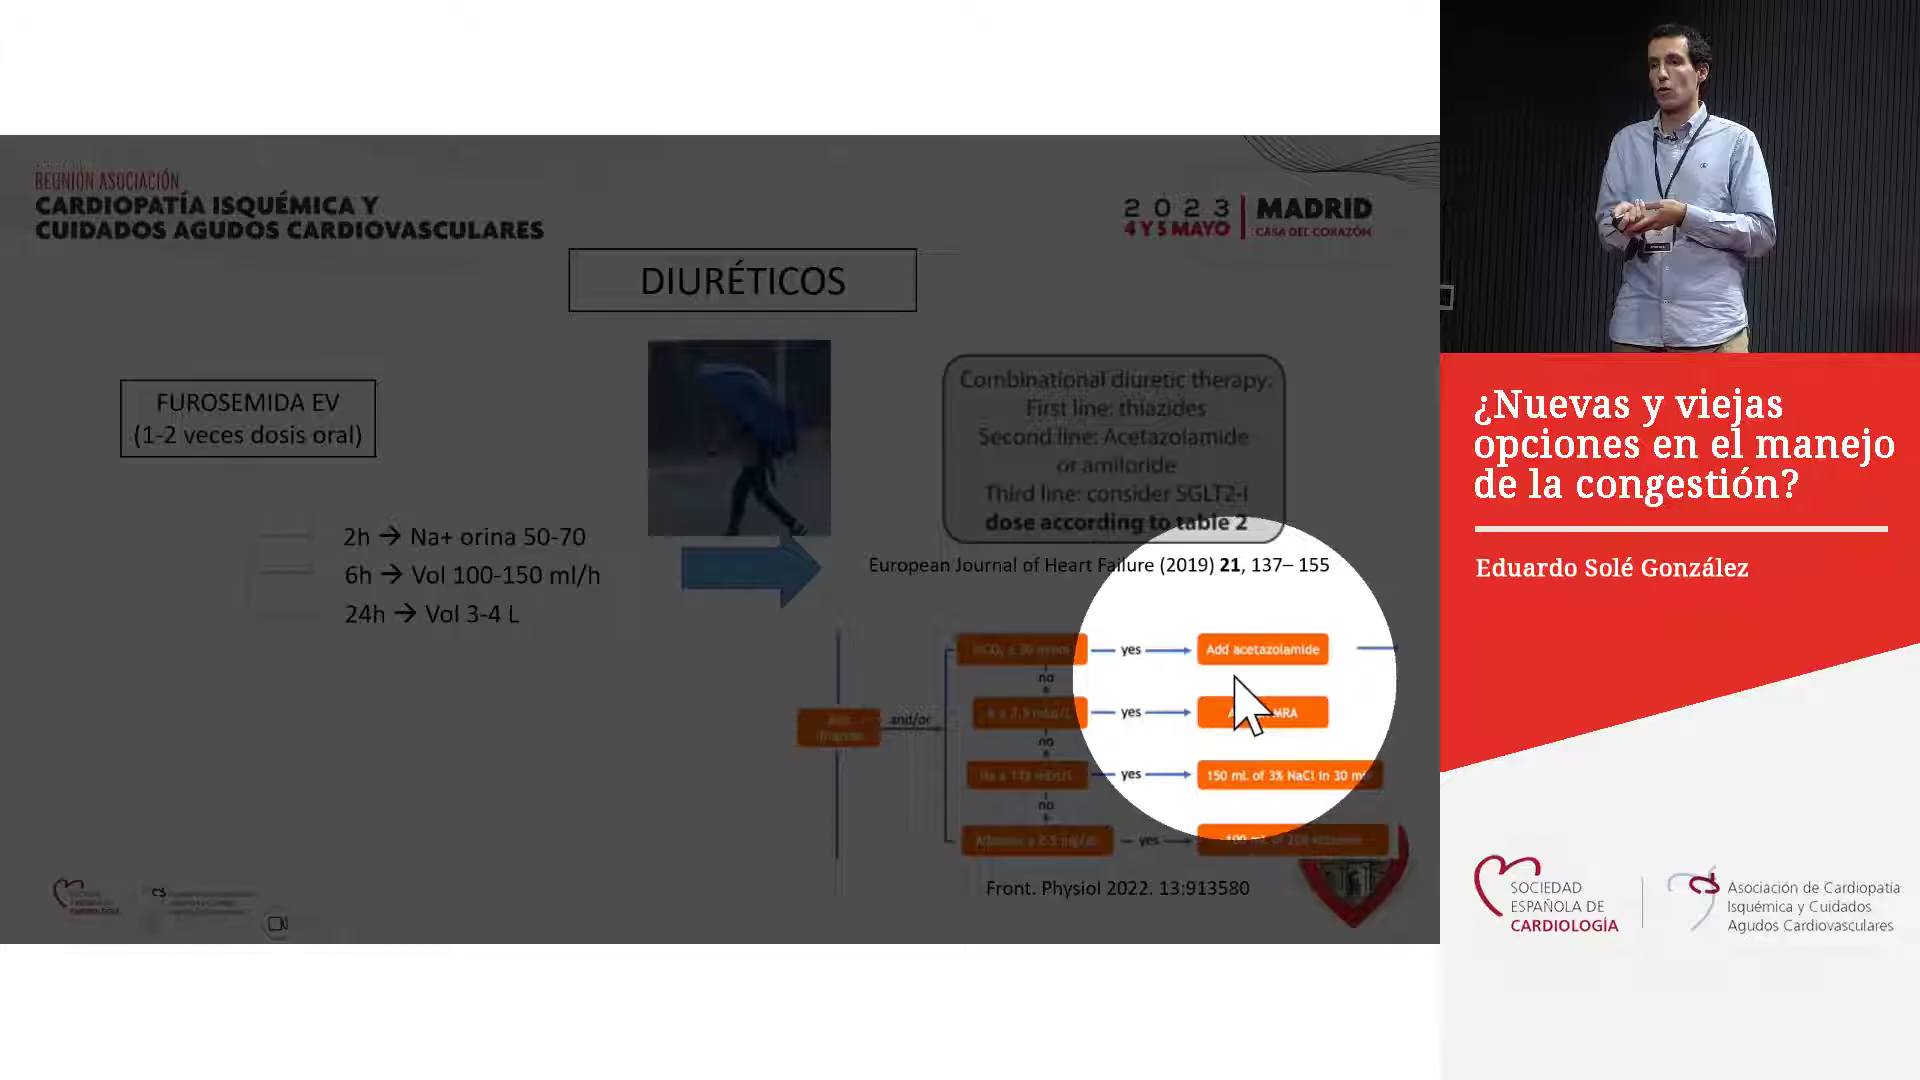 REUNIÓN ASOCIACIÓN
CARDIOPATÍA ISQUÉMICA Y
CUIDADOS AGUDOS CARDIOVASCULARES
2023
4 Y 5 MAYO
MADRID
CASA DEL CORAZÓN
DIURÉTICOS
FUROSEMIDA EV
(1-2 veces dosis oral)
2h → Na+ orina 50-70
6h → Vol 100-150 ml/h
24h → Vol 3-4 L
Combinational diuretic therapy:
First line: thiazides
Second line: Acetazolamide
or amiloride
Third line: consider SGLT2-I
dose according to table 2
European Journal of Heart Failure (2019) 21, 137–155
yes
Add acetazolamide
no
and/or
yes
MRA
no
yes
150 mL of 3% NaCl in 30
no
yes
Front. Physiol 2022. 13:913580
¿Nuevas y viejas
opciones en el manejo
de la congestión?
Eduardo Solé González
SOCIEDAD
ESPAÑOLA DE
CARDIOLOGÍA
Asociación de Cardiopatía
Isquémica y Cuidados
Agudos Cardiovasculares